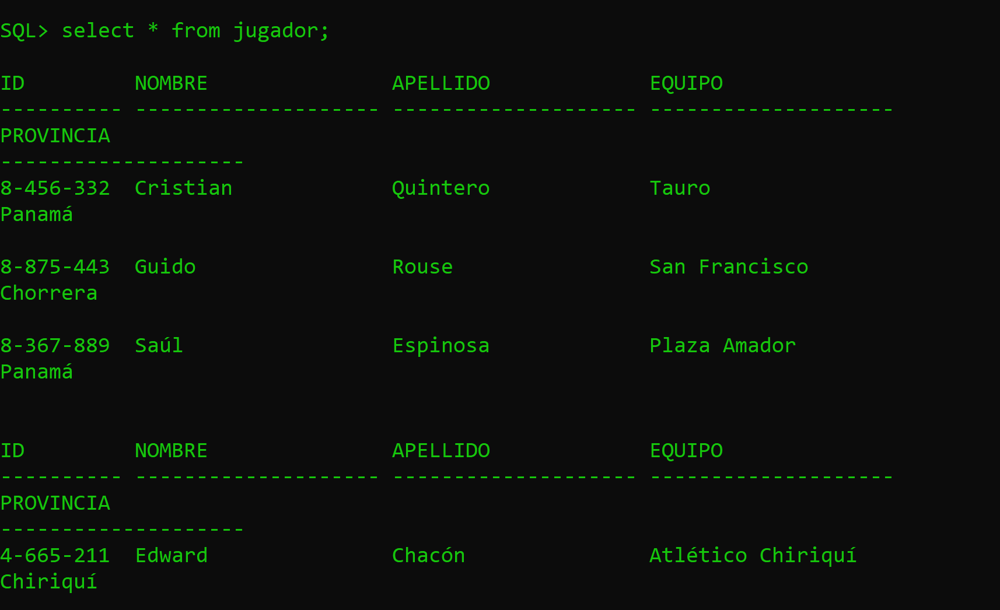 SQL> select * from jugador;
ID         NOMBRE               APELLIDO             EQUIPO
---------- -------------------- -------------------- --------------------
PROVINCIA
--------------------
8-456-332  Cristian             Quintero             Tauro
Panamá
8-875-443  Guido                Rouse                San Francisco
Chorrera
8-367-889  Saúl                 Espinosa             Plaza Amador
Panamá
ID         NOMBRE               APELLIDO             EQUIPO
---------- -------------------- -------------------- --------------------
PROVINCIA
--------------------
4-665-211  Edward               Chacón               Atlético Chiriquí
Chiriquí